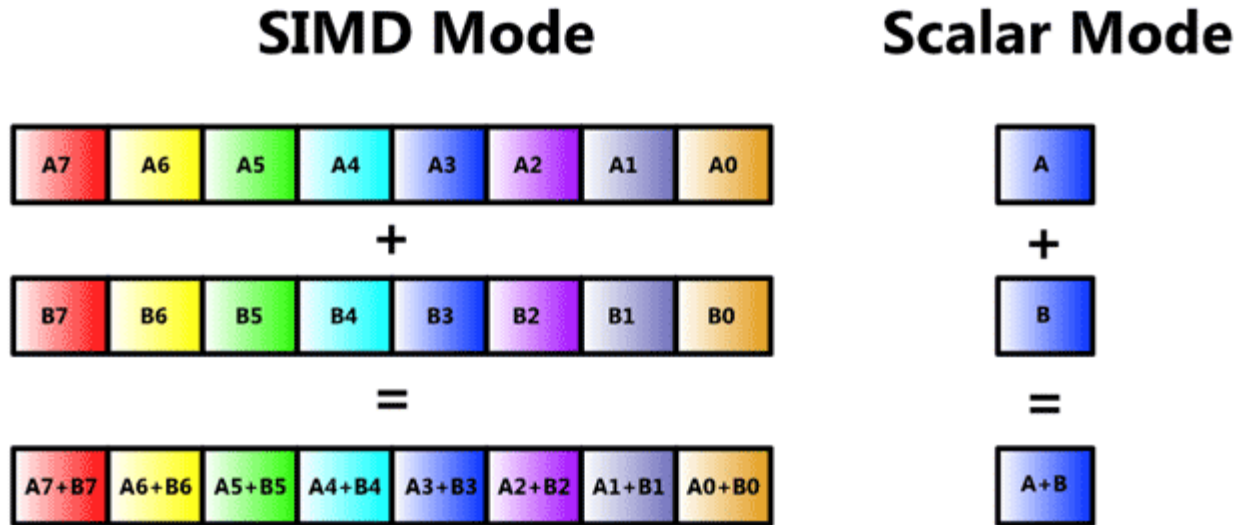 SIMD Mode Scalar Mode
A7 A6 A5 A4 A3 A2 A1 A0 A
+ +
B7 B6 B5 B4 B3 B2 B1 B0 B
= =
A7+B7 A6+B6 A5+B5 A4+B4 A3+B3 A2+B2 A1+B1 A0+B0 A+B